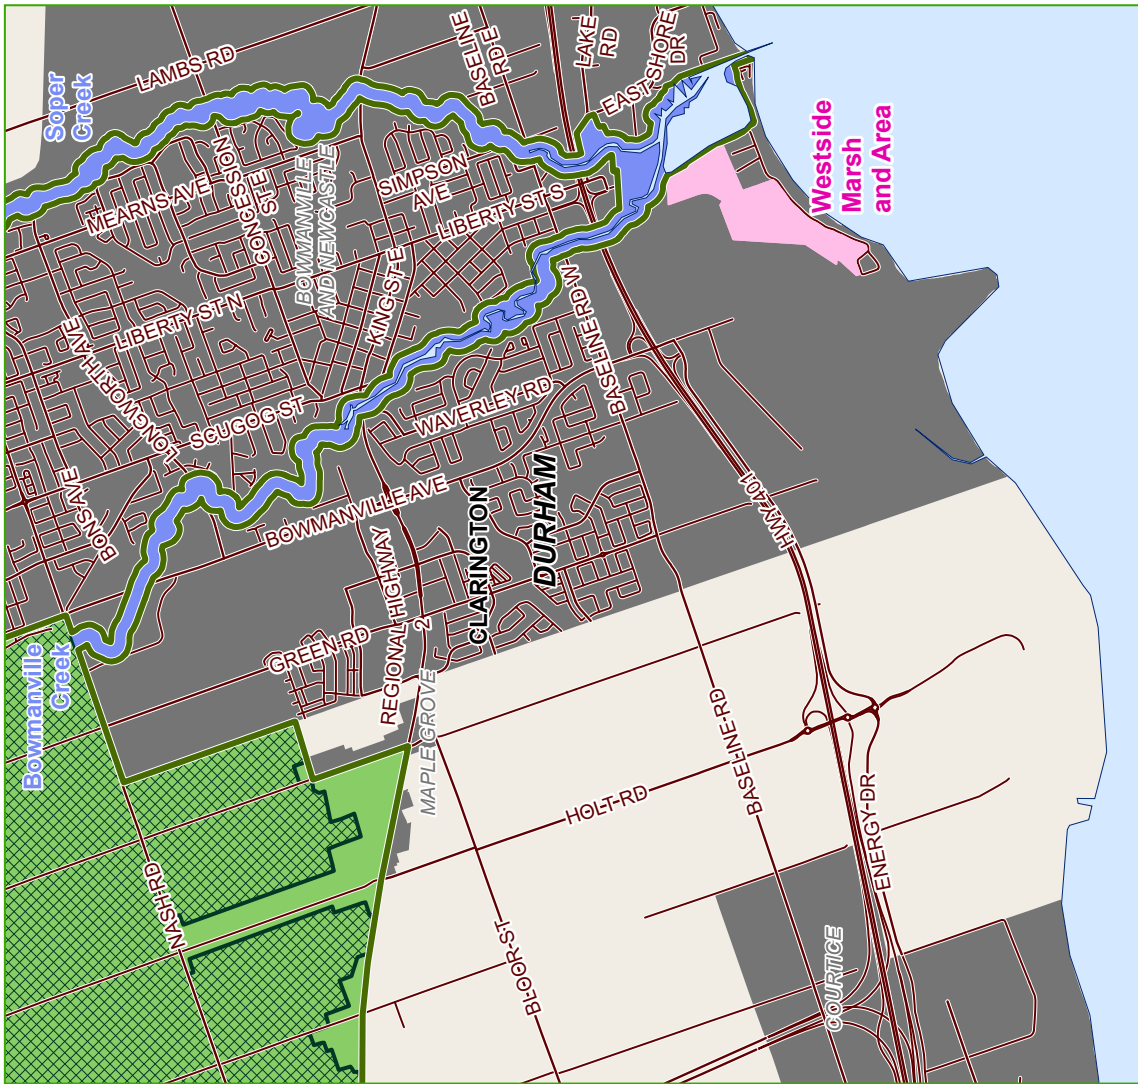 LAMBS RD
BASELINE
RD E
LAKE
RD
EAST SHORE
DR
Soper
Creek
Westside
Marsh
and Area
MEARNS AVE
CONCESSION
ST E
BOWMANVILLE
AND NEWCASTLE
SIMPSON
AVE
LIBERTY ST S
LIBERTY ST N
KING ST E
LONGWORTH AVE
BASELINE RD W
SCUGOG ST
WAVERLEY RD
BONS AVE
BOWMANVILLE AVE
CLARINGTON
DURHAM
HWY 401
REGIONAL HIGHWAY
2
GREEN RD
Bowmanville
Creek
MAPLE GROVE
BASELINE RD
HOLT RD
ENERGY DR
NASH RD
BLOOR ST
COURTICE